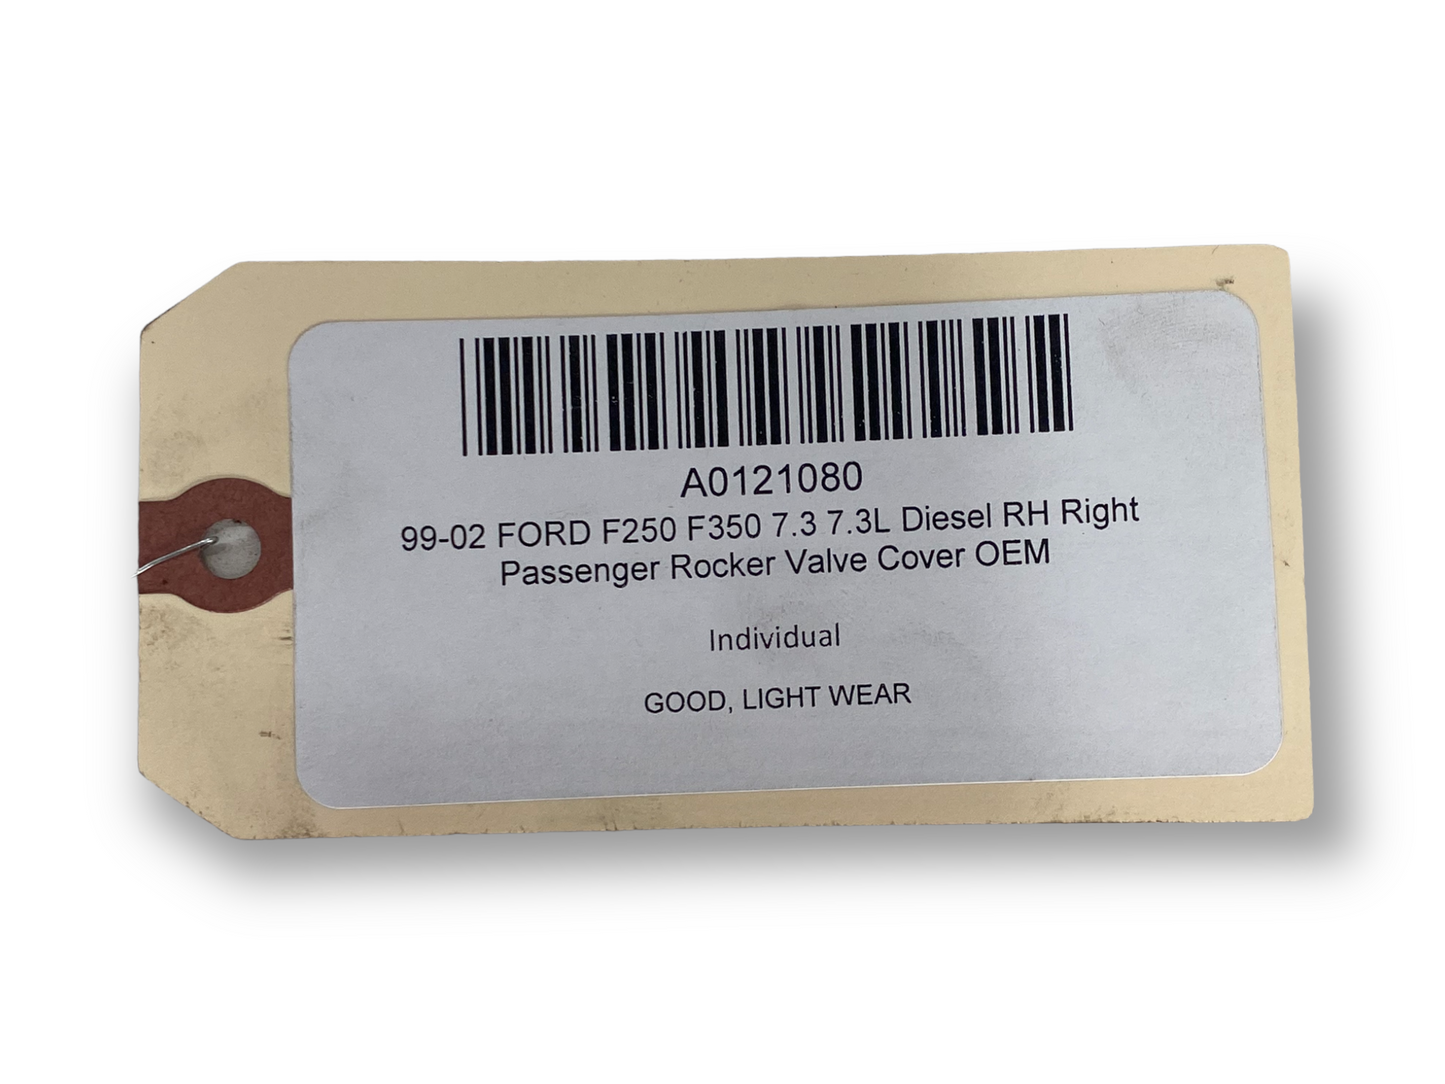 A0121080
99-02 FORD F250 F350 7.3 7.3L Diesel RH Right
Passenger Rocker Valve Cover OEM
Individual
GOOD, LIGHT WEAR